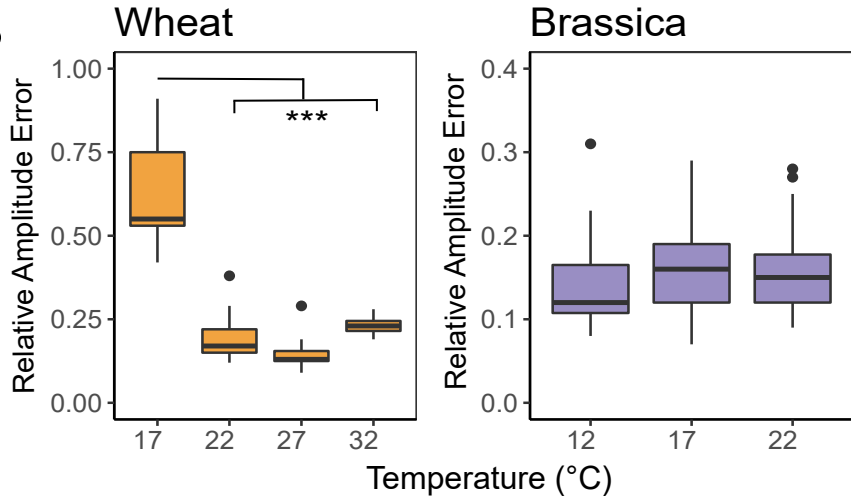 Wheat
Relative Amplitude Error
1.00
0.75
0.50
0.25
0.00
***
17 22 27 32
Brassica
Relative Amplitude Error
0.4
0.3
0.2
0.1
0.0
12 17 22
Temperature (°C)